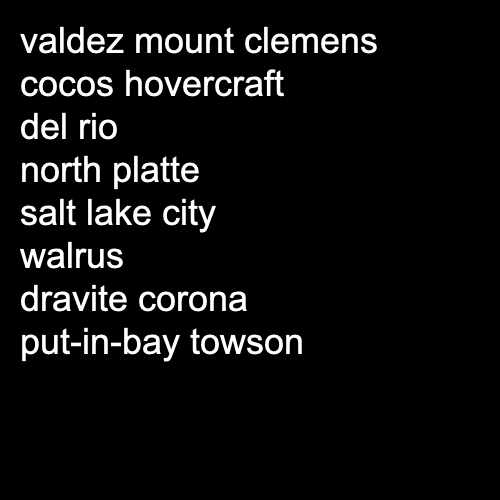 valdez mount clemens
cocos hovercraft
del rio
north platte
salt lake city
walrus
dravite corona
put-in-bay towson